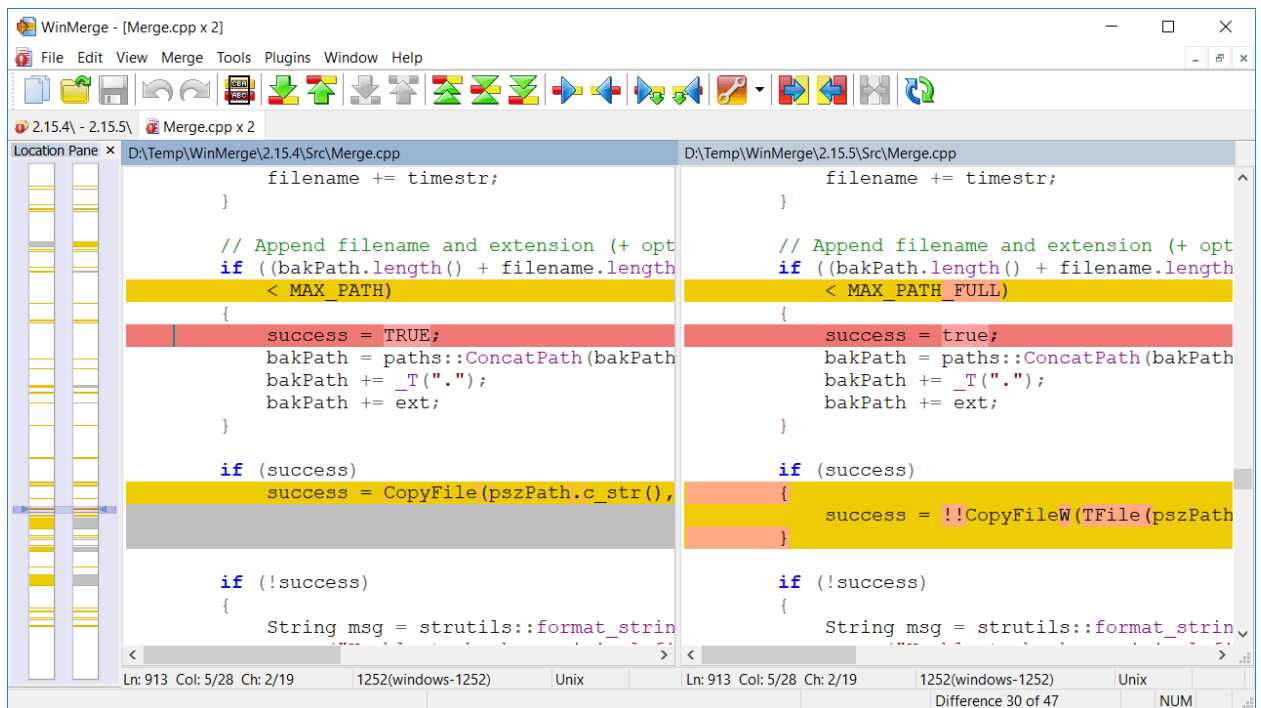 WinMerge - [Merge.cpp x 2]
File Edit View Merge Tools Plugins Window Help
2.15.4\ - 2.15.5\ Merge.cpp x 2
Location Pane ×
D:\Temp\WinMerge\2.15.4\Src\Merge.cpp
filename += timestr;
}
// Append filename and extension (+ opt
if ((bakPath.length() + filename.length
< MAX_PATH)
{
success = TRUE;
bakPath = paths::ConcatPath(bakPath
bakPath += _T(".");
bakPath += ext;
}
if (success)
success = CopyFile(pszPath.c_str(),
if (!success)
{
String msg = strutils::format_strin
Ln: 913 Col: 5/28 Ch: 2/19 1252(windows-1252) Unix
D:\Temp\WinMerge\2.15.5\Src\Merge.cpp
filename += timestr;
}
// Append filename and extension (+ opt
if ((bakPath.length() + filename.length
< MAX_PATH_FULL)
{
success = true;
bakPath = paths::ConcatPath(bakPath
bakPath += _T(".");
bakPath += ext;
}
if (success)
{
success = !!CopyFileW(TFile(pszPath
}
if (!success)
{
String msg = strutils::format_strin
Ln: 913 Col: 5/28 Ch: 2/19 1252(windows-1252) Unix
Difference 30 of 47 NUM